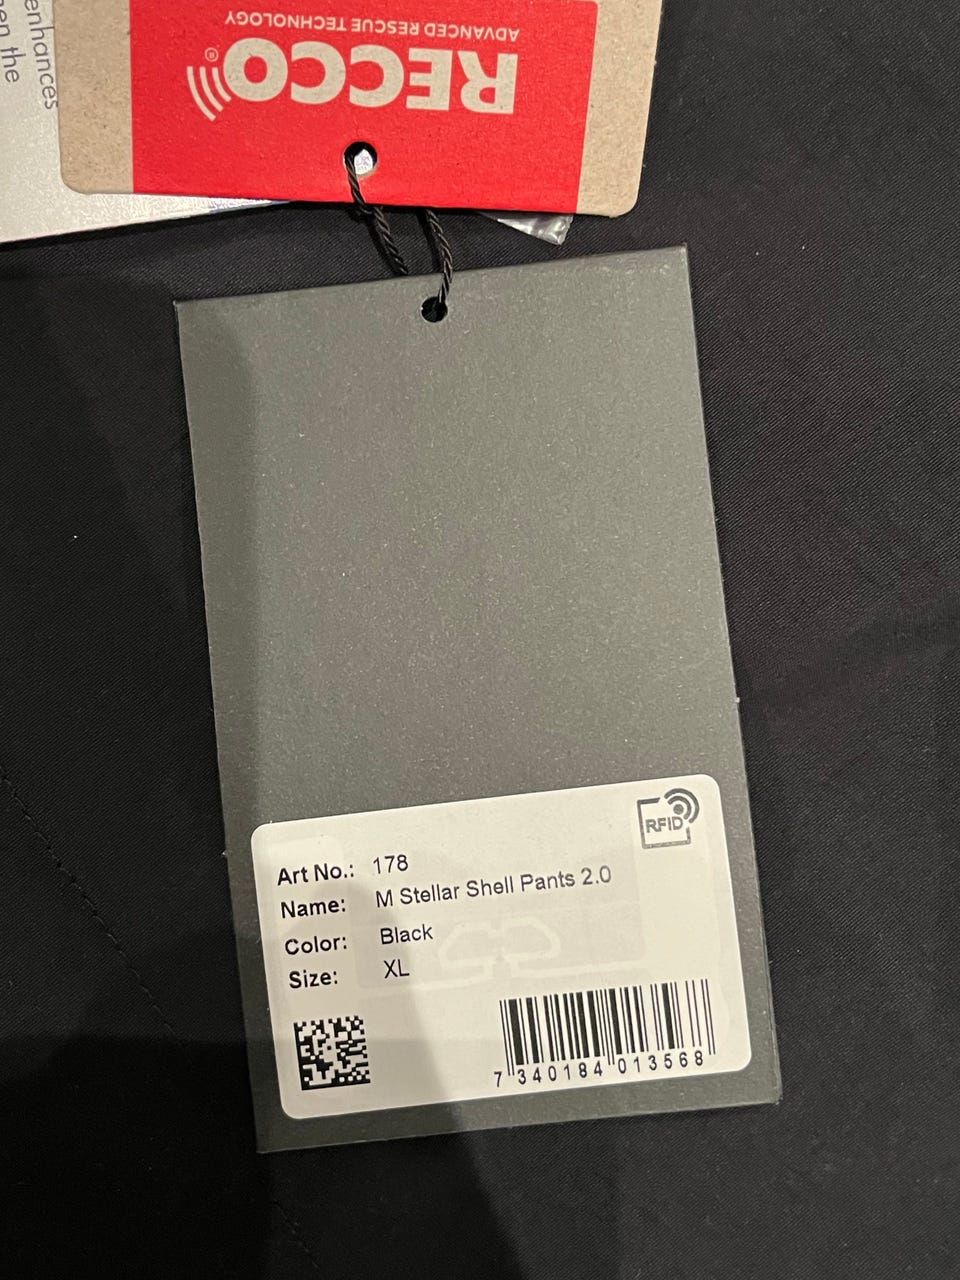 enhances
en the
RECCO®
ADVANCED RESCUE TECHNOLOGY
RFID
Art No.: 178
Name: M Stellar Shell Pants 2.0
Color: Black
Size: XL
7 340184 013568